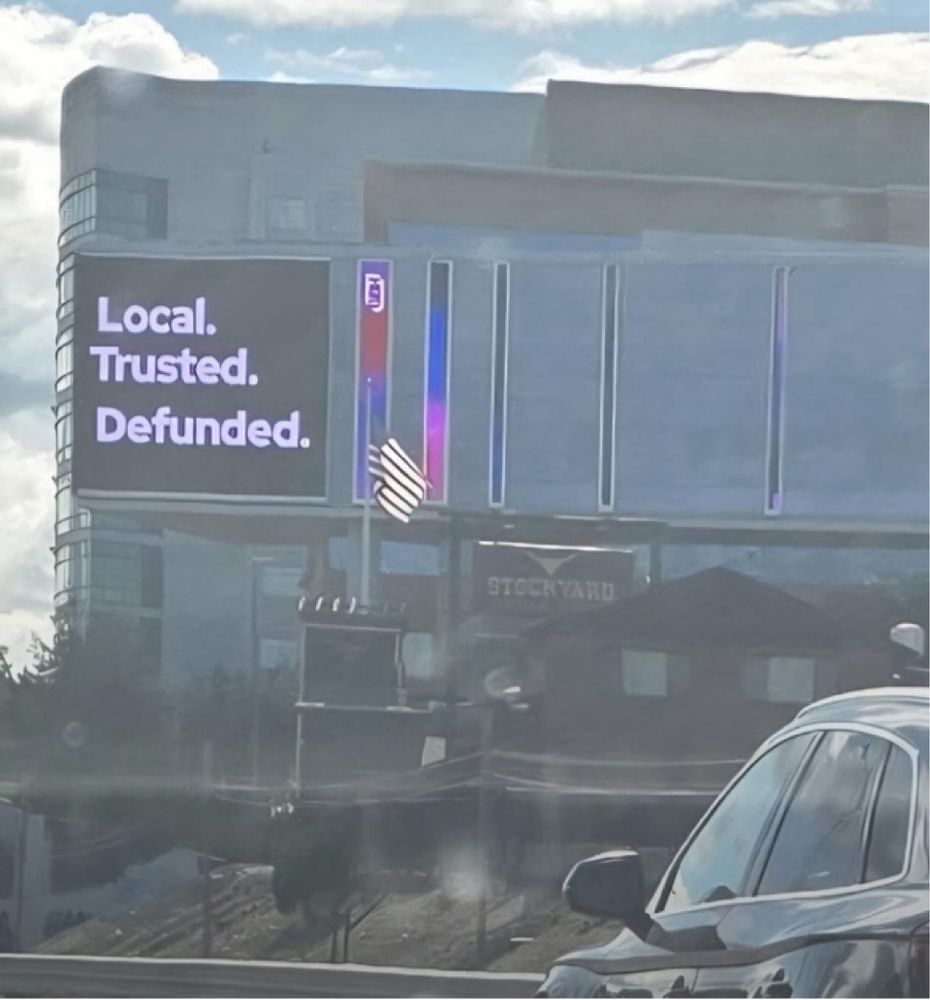 Local.
Trusted.
Defunded.
STOCKYARD